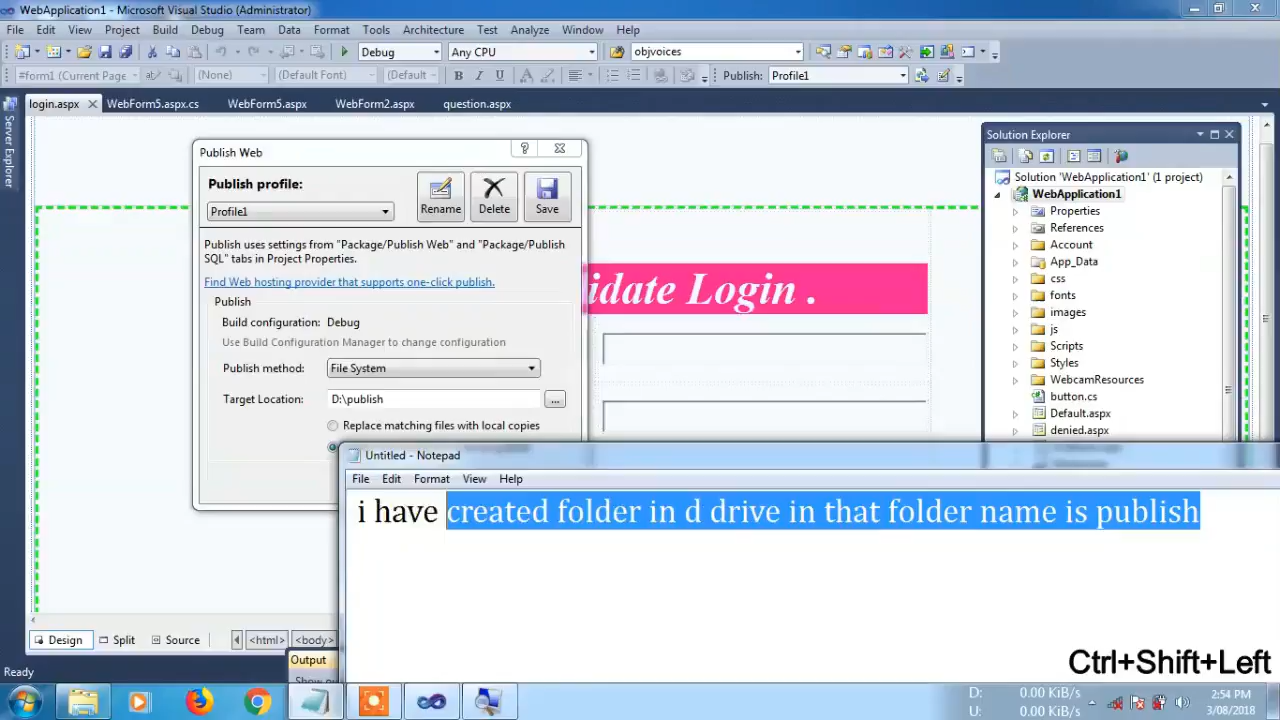 WebApplication1 - Microsoft Visual Studio (Administrator)
File Edit View Project Build Debug Team Data Format Tools Architecture Test Analyze Window Help
Debug Any CPU objvoices
#form1 (Current Page (None) (Default Font) (Default B I U A Publish: Profile1
login.aspx WebForm5.aspx.cs WebForm5.aspx WebForm2.aspx question.aspx
Server Explorer
Publish Web
Publish profile:
Profile1
Rename Delete Save
Publish uses settings from "Package/Publish Web" and "Package/Publish
SQL" tabs in Project Properties.
Find Web hosting provider that supports one-click publish.
Publish
Build configuration: Debug
Use Build Configuration Manager to change configuration
Publish method: File System
Target Location: D:\publish ...
Replace matching files with local copies
idate Login .
Solution Explorer
Solution 'WebApplication1' (1 project)
WebApplication1
Properties
References
Account
App_Data
css
fonts
images
js
Scripts
Styles
WebcamResources
button.cs
Default.aspx
denied.aspx
Untitled - Notepad
File Edit Format View Help
i have created folder in d drive in that folder name is publish
Design Split Source <html> <body>
Output
Ready
Ctrl+Shift+Left
D: 0.00 KiB/s
U: 0.00 KiB/s
2:54 PM
3/08/2018